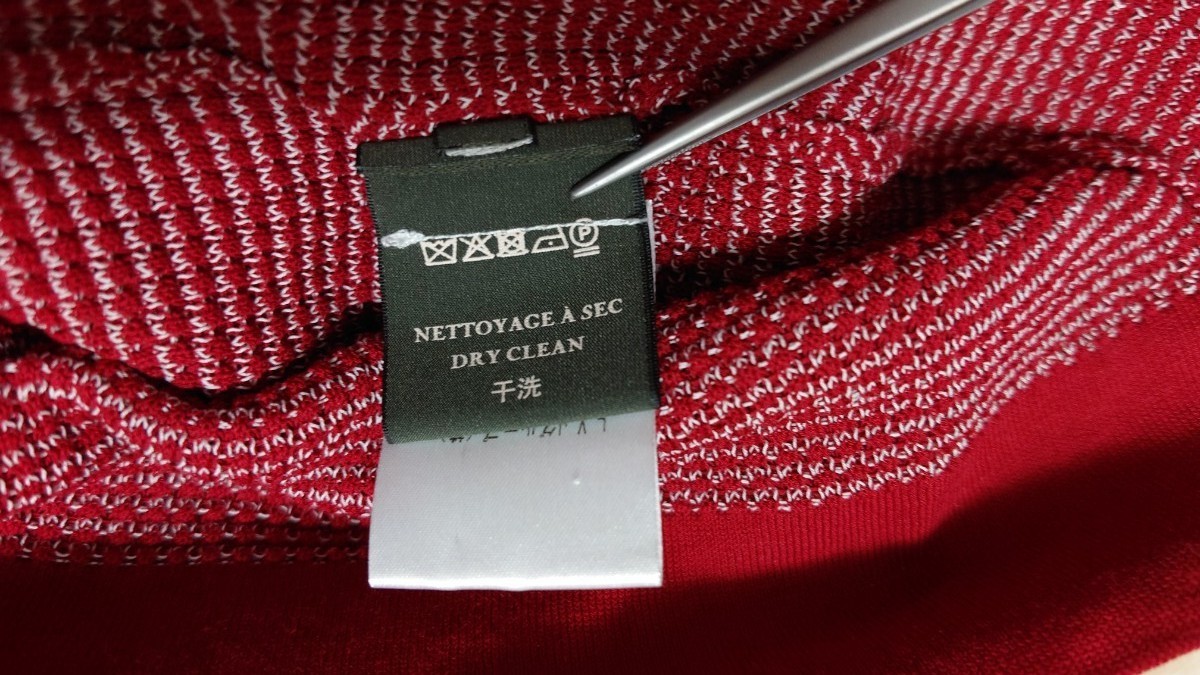 P
NETTOYAGE À SEC
DRY CLEAN
干洗